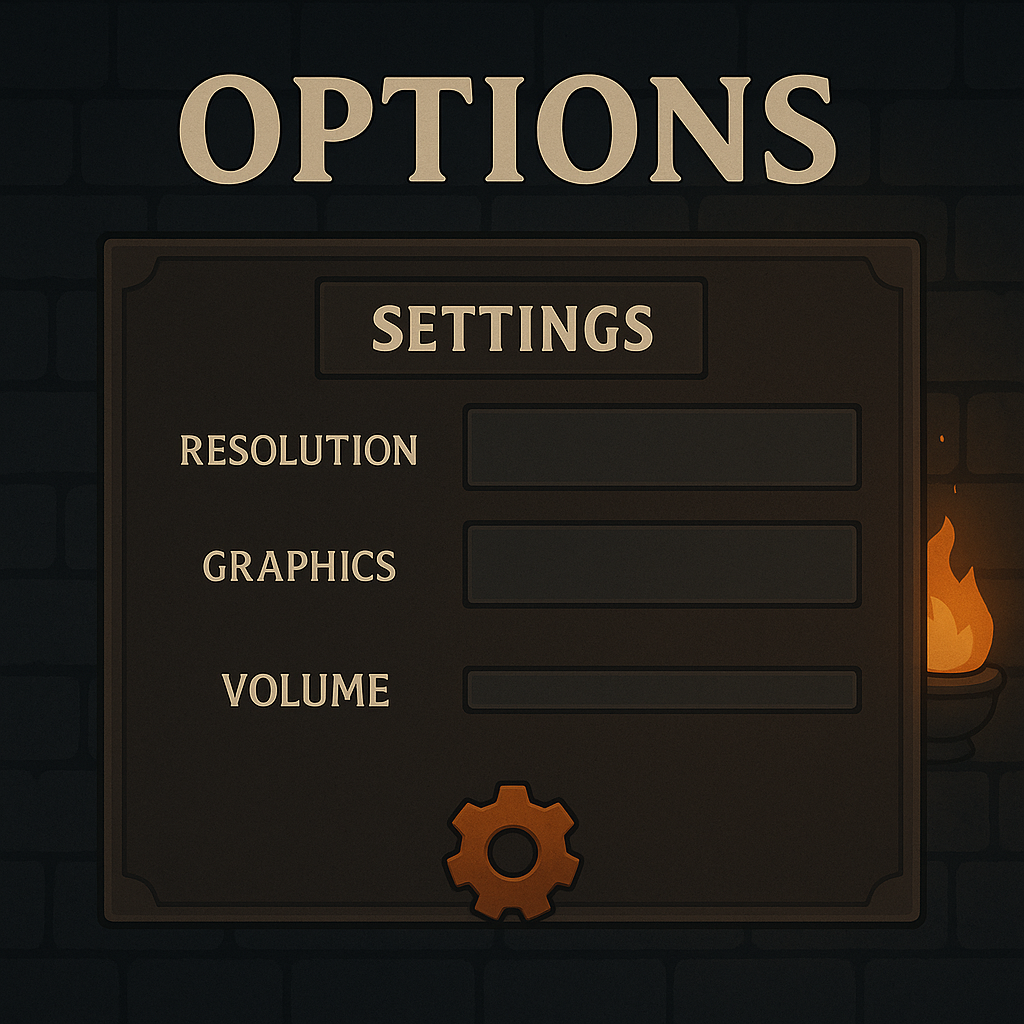 OPTIONS
SETTINGS
RESOLUTION
GRAPHICS
VOLUME